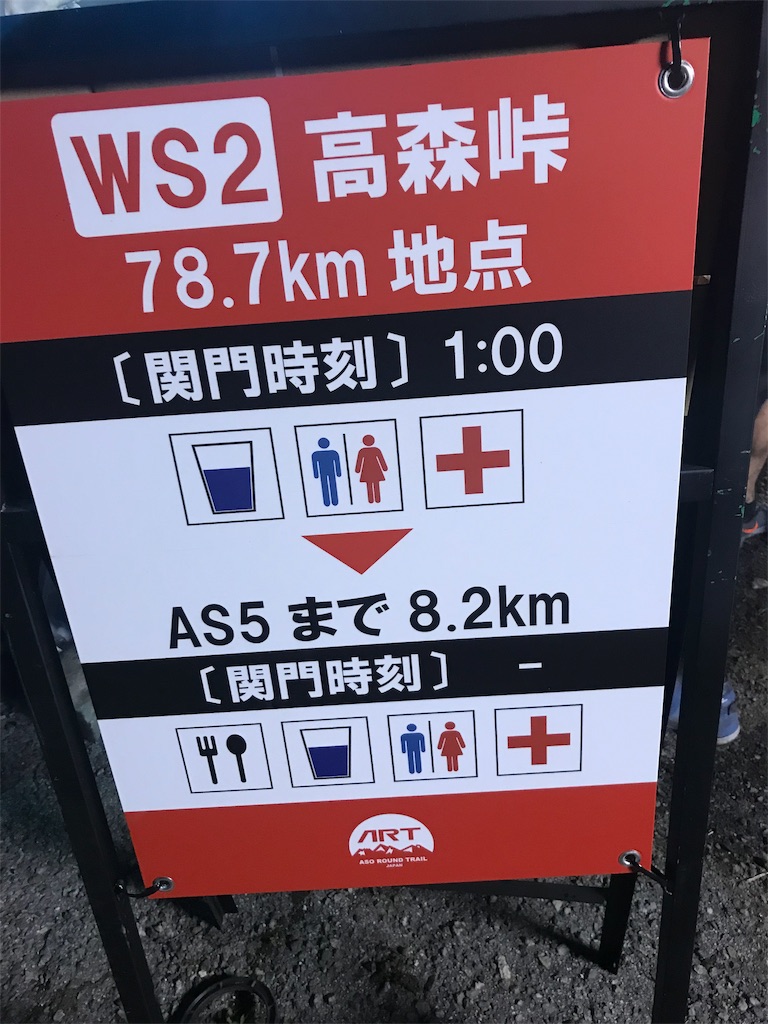 WS2 高森峠
78.7km 地点
〔関門時刻〕1:00
AS5 まで 8.2km
〔関門時刻〕 -
ART
ASO ROUND TRAIL
JAPAN